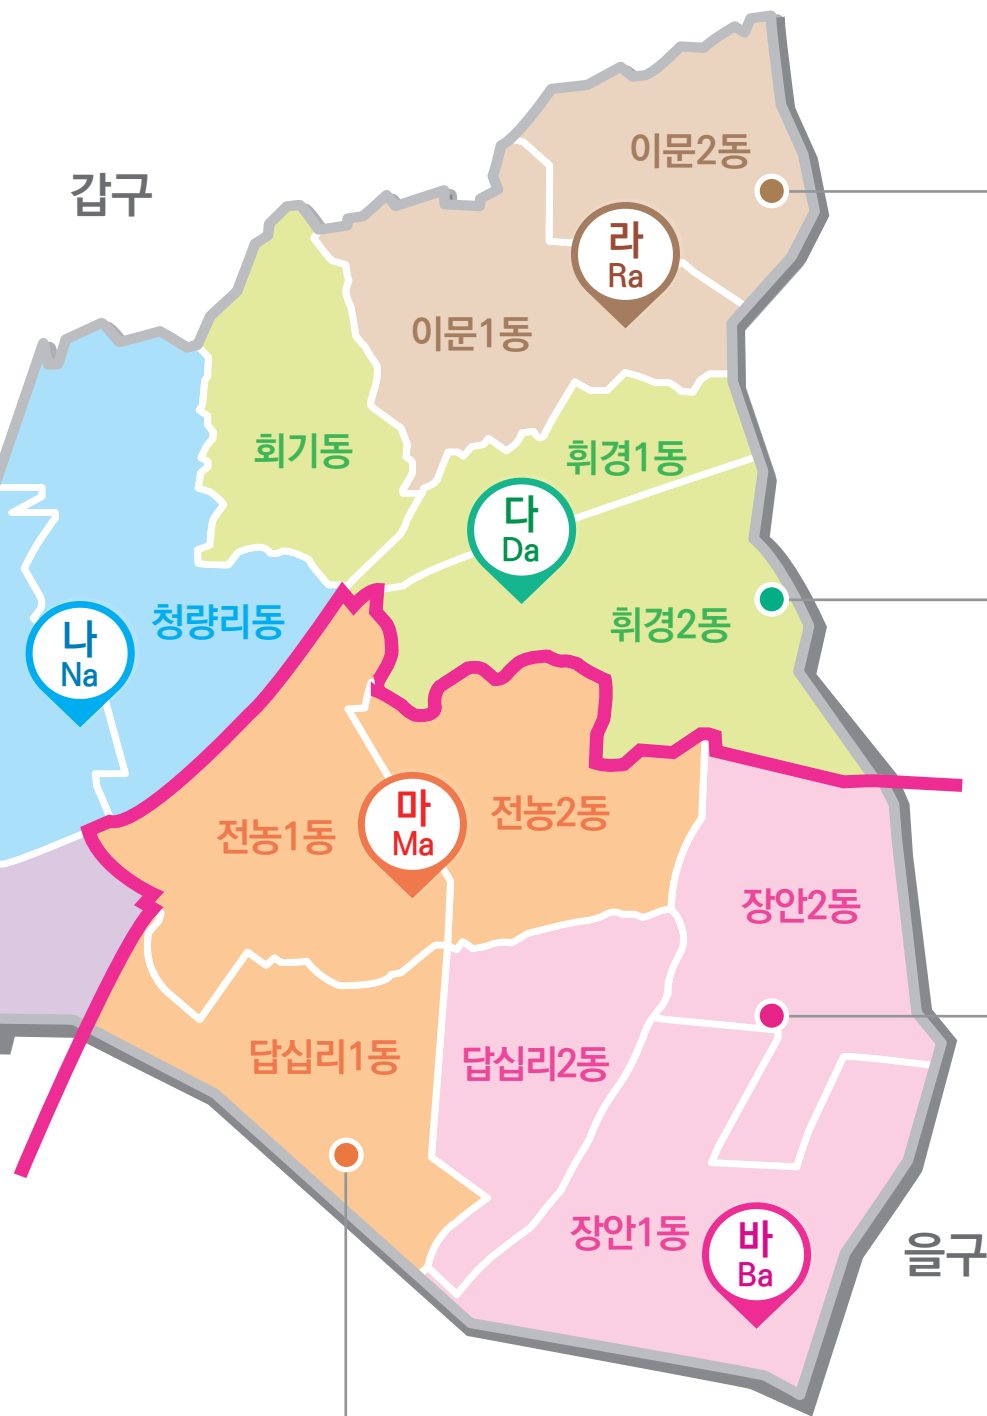 이문2동
갑구
라
Ra
이문1동
회기동
휘경1동
다
Da
청량리동
휘경2동
나
Na
마
Ma
전농2동
전농1동
장안2동
답십리1동
답십리2동
장안1동
바
Ba
을구